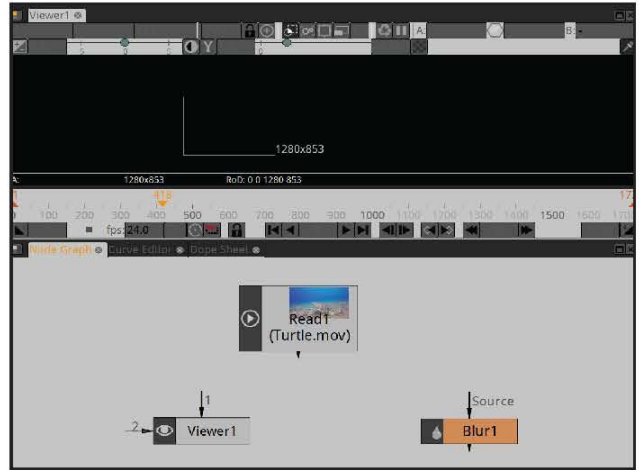 Viewer1
A:
B: -
1280x853
A:
1280x853
RoD: 0 0 1280 853
418
100 200 300 400 500 600 700 800 900 1000 1100 1200 1300 1400 1500 1600
fps: 24.0
Node Graph
Curve Editor
Dope Sheet
Read1
(Turtle.mov)
1
Source
2
Viewer1
Blur1